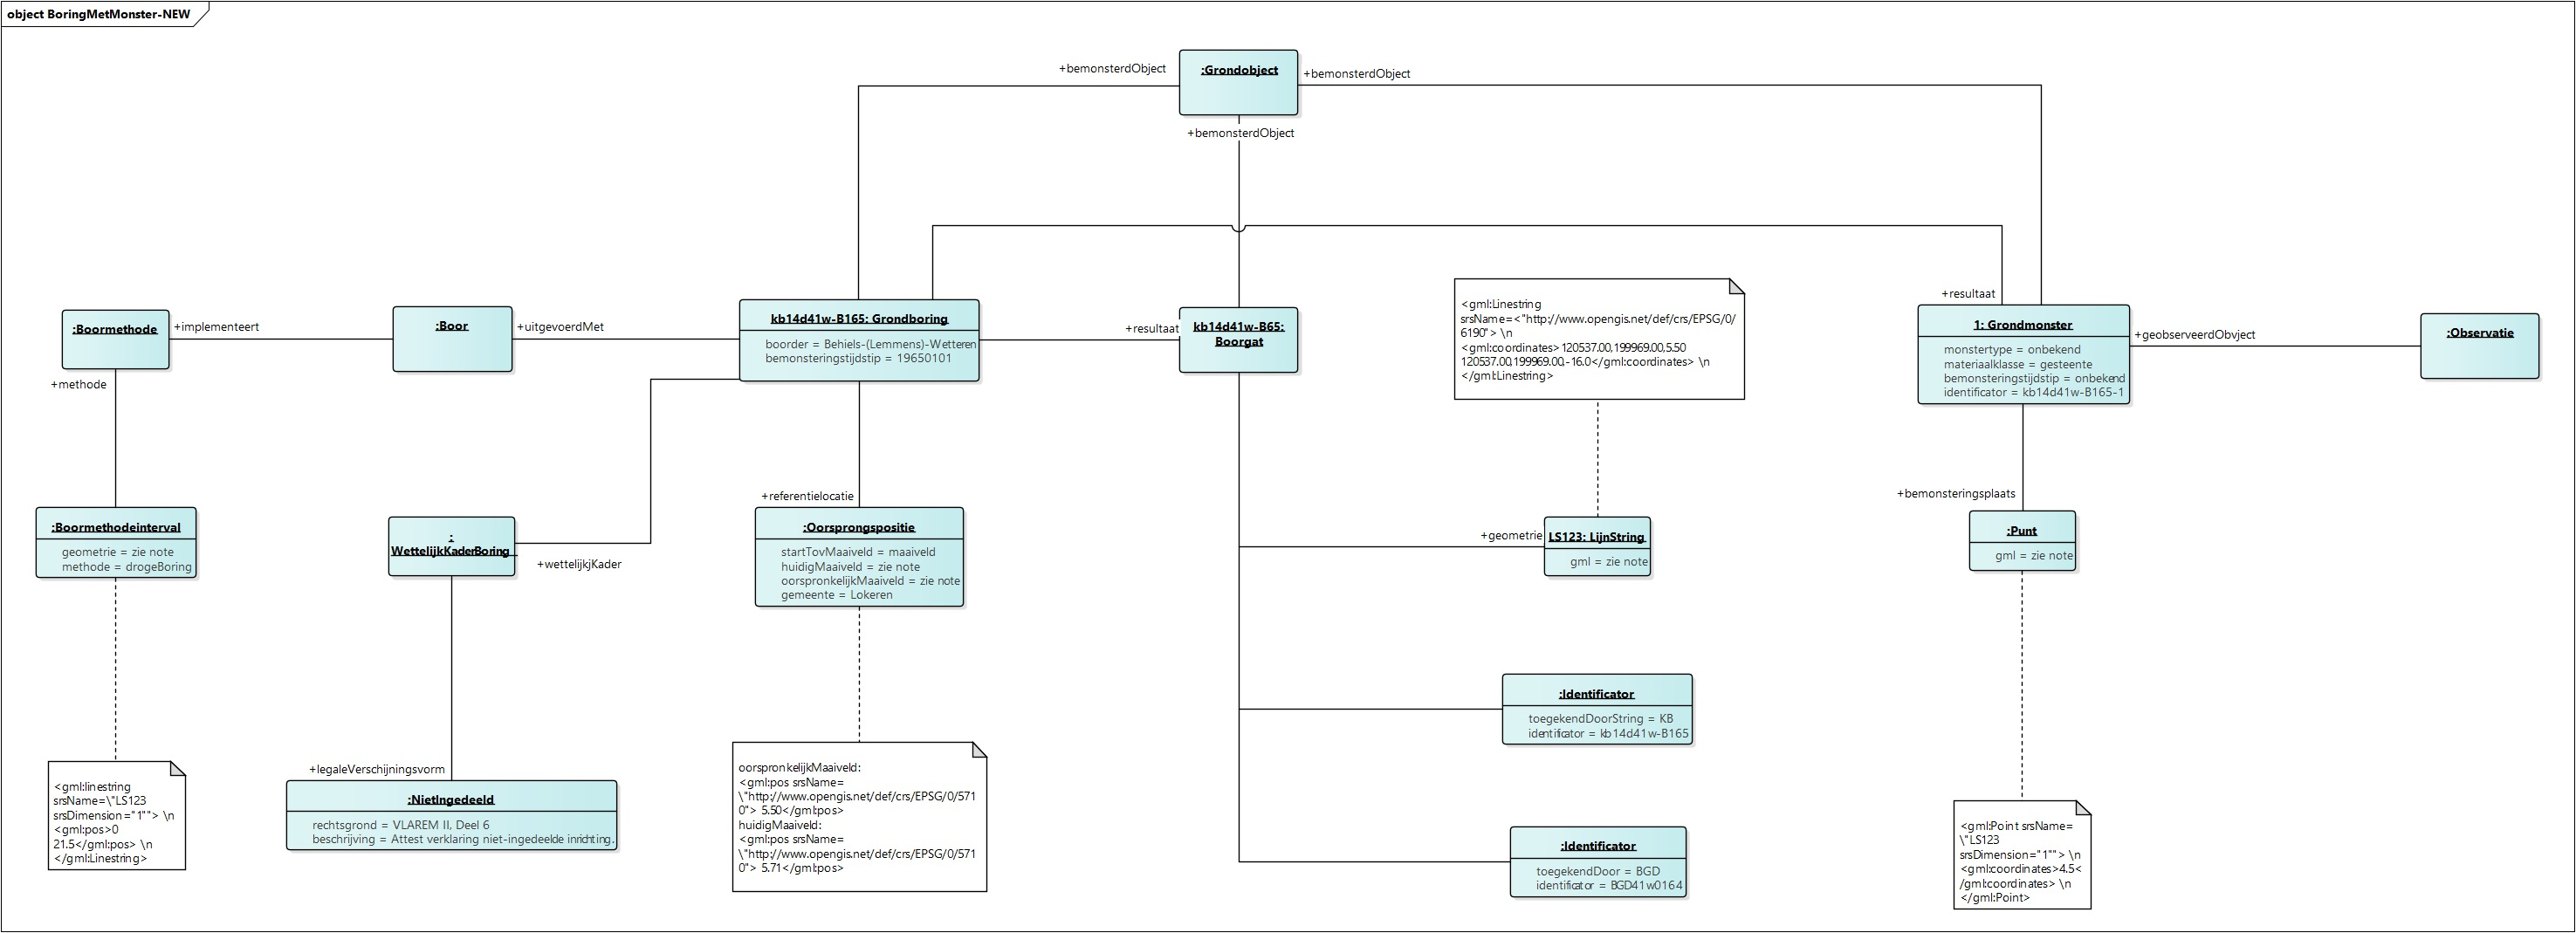 object BoringMetMonster-NEW
:Grondobject
+bemonsterdObject
+bemonsterdObject
+bemonsterdObject
:Boormethode
+implementeert
+methode
:Boor
+uitgevoerdMet
kb14d41w-B165: Grondboring
boorder = Behiels-(Lemmens)-Wetteren
bemonsteringstijdstip = 19650101
+resultaat
kb14d41w-B65:
Boorgat
<gml:Linestring
srsName=<"http://www.opengis.net/def/crs/EPSG/0/
6190"> \n
<gml:coordinates>120537.00,199969.00,5.50
120537.00,199969.00,-16.0</gml:coordinates> \n
</gml:Linestring>
+resultaat
1: Grondmonster
monstertype = onbekend
materiaalklasse = gesteente
bemonsteringstijdstip = onbekend
identificator = kb14d41w-B165-1
+geobserveerdObvject
:Observatie
:Boormethodeinterval
geometrie = zie note
methode = drogeBoring
:
WettelijkKaderBoring
+wettelijkjKader
+referentielocatie
:Oorsprongspositie
startTovMaaiveld = maaiveld
huidigMaaiveld = zie note
oorspronkelijkMaaiveld = zie note
gemeente = Lokeren
+geometrie
LS123: LijnString
gml = zie note
+bemonsteringsplaats
:Punt
gml = zie note
:Identificator
toegekendDoorString = KB
identificator = kb14d41w-B165
<gml:linestring
srsName=\"LS123
srsDimension="1""> \n
<gml:pos>0
21.5</gml:pos> \n
</gml:Linestring>
+legaleVerschijningsvorm
:NietIngedeeld
rechtsgrond = VLAREM II, Deel 6
beschrijving = Attest verklaring niet-ingedeelde inrichting.
oorspronkelijkMaaiveld:
<gml:pos srsName=
\"http://www.opengis.net/def/crs/EPSG/0/571
0"> 5.50</gml:pos>
huidigMaaiveld:
<gml:pos srsName=
\"http://www.opengis.net/def/crs/EPSG/0/571
0"> 5.71</gml:pos>
:Identificator
toegekendDoor = BGD
identificator = BGD41w0164
<gml:Point srsName=
\"LS123
srsDimension="1""> \n
<gml:coordinates>4.5<
/gml:coordinates> \n
</gml:Point>